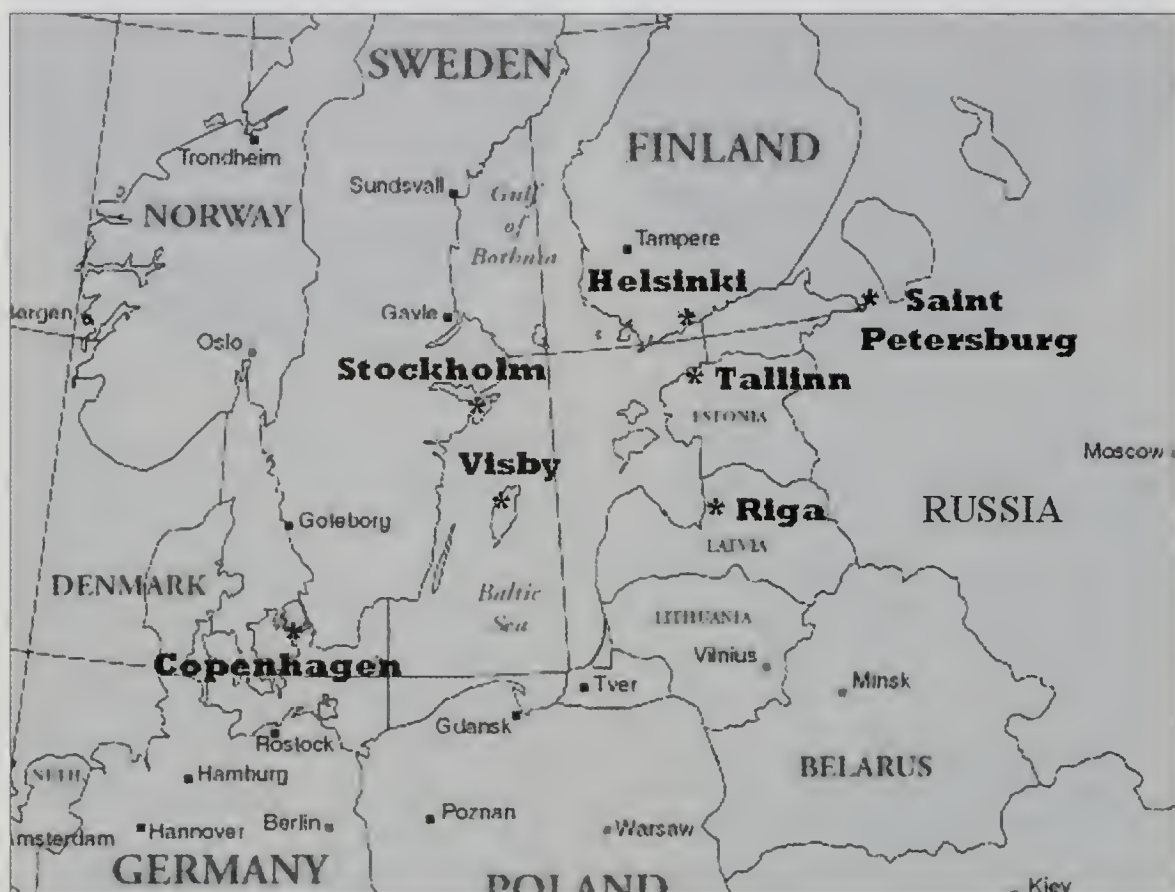 SWEDEN
Trondheim
FINLAND
Sundsvall
Gulf
of
Bothnia
NORWAY
Tampere
Helsinki
Bergen
Gavle
Saint
Petersburg
Oslo
Stockholm
Tallinn
ESTONIA
Moscow
Visby
Goteborg
Riga
RUSSIA
LATVIA
DENMARK
Baltic
Sea
LITHUANIA
Vilnius
Copenhagen
Tver
Minsk
Gdansk
Rostock
NETH.
Hamburg
BELARUS
Amsterdam
Hannover
Berlin
Poznan
Warsaw
GERMANY
POLAND
Kiev